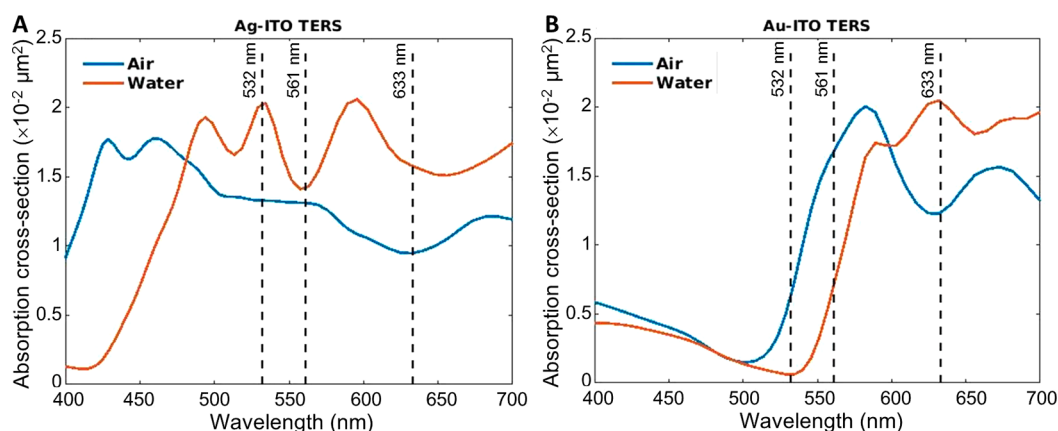 A
Ag-ITO TERS
Absorption cross-section (×10⁻² µm²)
2.5
2
1.5
1
0.5
0
Air
Water
532 nm
561 nm
633 nm
400
450
500
550
600
650
700
Wavelength (nm)
B
Au-ITO TERS
Absorption cross-section (×10⁻² µm²)
2.5
2
1.5
1
0.5
0
Air
Water
532 nm
561 nm
633 nm
400
450
500
550
600
650
700
Wavelength (nm)